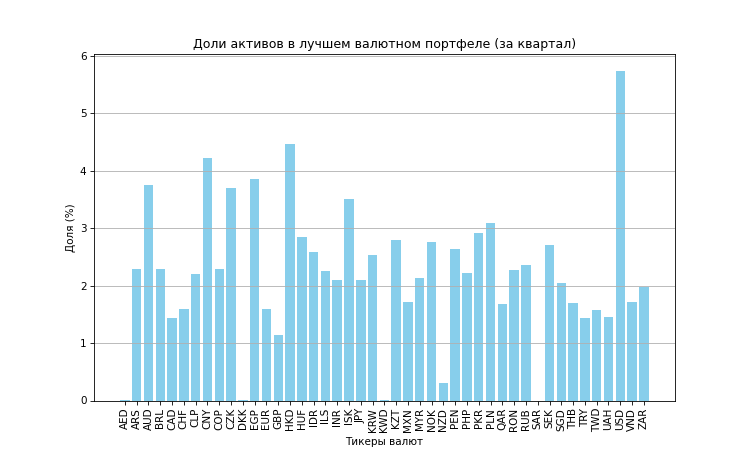 Доли активов в лучшем валютном портфеле (за квартал)
6
5
4
3
2
1
0
Доля (%)
AED ARS AUD BRL CAD CHF CLP CNY COP CZK DKK EGP EUR GBP HKD HUF IDR ILS INR ISK JPY KRW KWD KZT MXN MYR NOK NZD PEN PHP PKR PLN QAR RON RUB SAR SEK SGD THB TRY TWD UAH USD VND ZAR
Тикеры валют